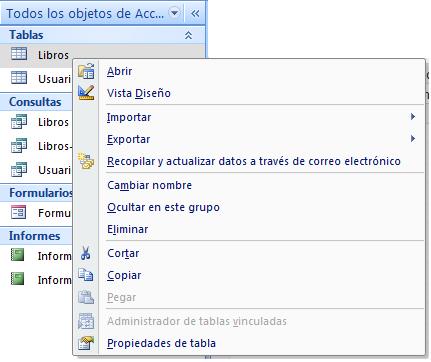 Todos los objetos de Acc...
Tablas
Libros
Usuari
Consultas
Libros
Libros-
Usuari
Formularios
Formu
Informes
Inform
Inform
Abrir
Vista Diseño
Importar
Exportar
Recopilar y actualizar datos a través de correo electrónico
Cambiar nombre
Ocultar en este grupo
Eliminar
Cortar
Copiar
Pegar
Administrador de tablas vinculadas
Propiedades de tabla